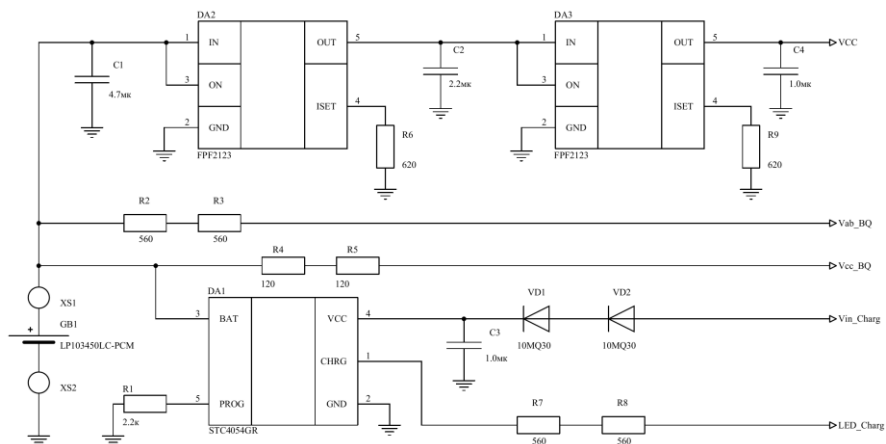 DA2
DA3
1
IN
OUT
5
C2
1
IN
OUT
5
C4
VCC
C1
4.7мк
3
ON
2.2мк
3
ON
1.0мк
ISET
4
ISET
4
2
GND
R6
2
GND
R9
FPF2123
620
FPF2123
620
R2
R3
Vab_BQ
560
560
R4
R5
Vcc_BQ
DA1
120
120
XS1
VD1
VD2
GB1
3
BAT
VCC
4
C3
Vin_Charg
+
LP103450LC-PCM
1.0мк
10MQ30
10MQ30
CHRG
1
XS2
R1
5
PROG
GND
2
R7
R8
2.2к
STC4054GR
LED_Charg
560
560